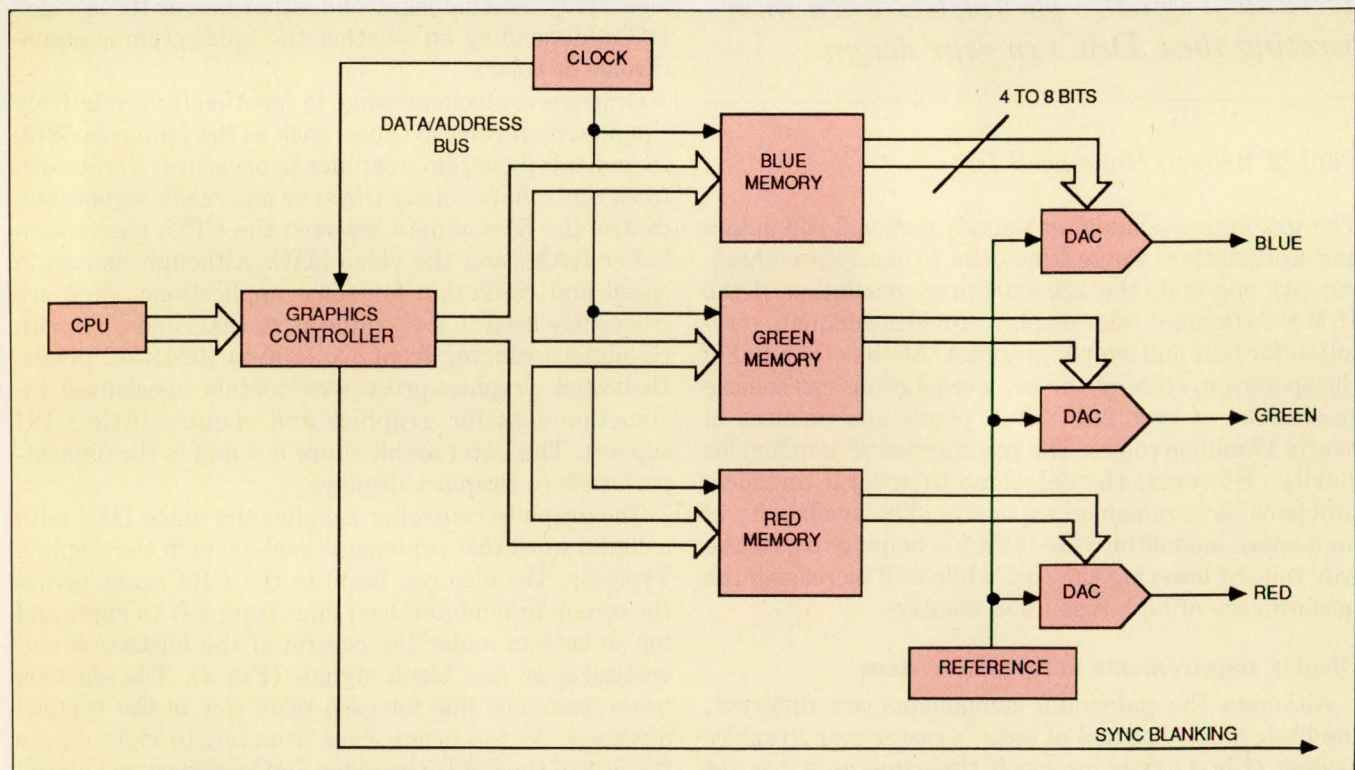 CLOCK
4 TO 8 BITS
DATA/ADDRESS
BUS
BLUE
MEMORY
DAC
BLUE
CPU
GRAPHICS
CONTROLLER
GREEN
MEMORY
DAC
GREEN
RED
MEMORY
DAC
RED
REFERENCE
SYNC BLANKING